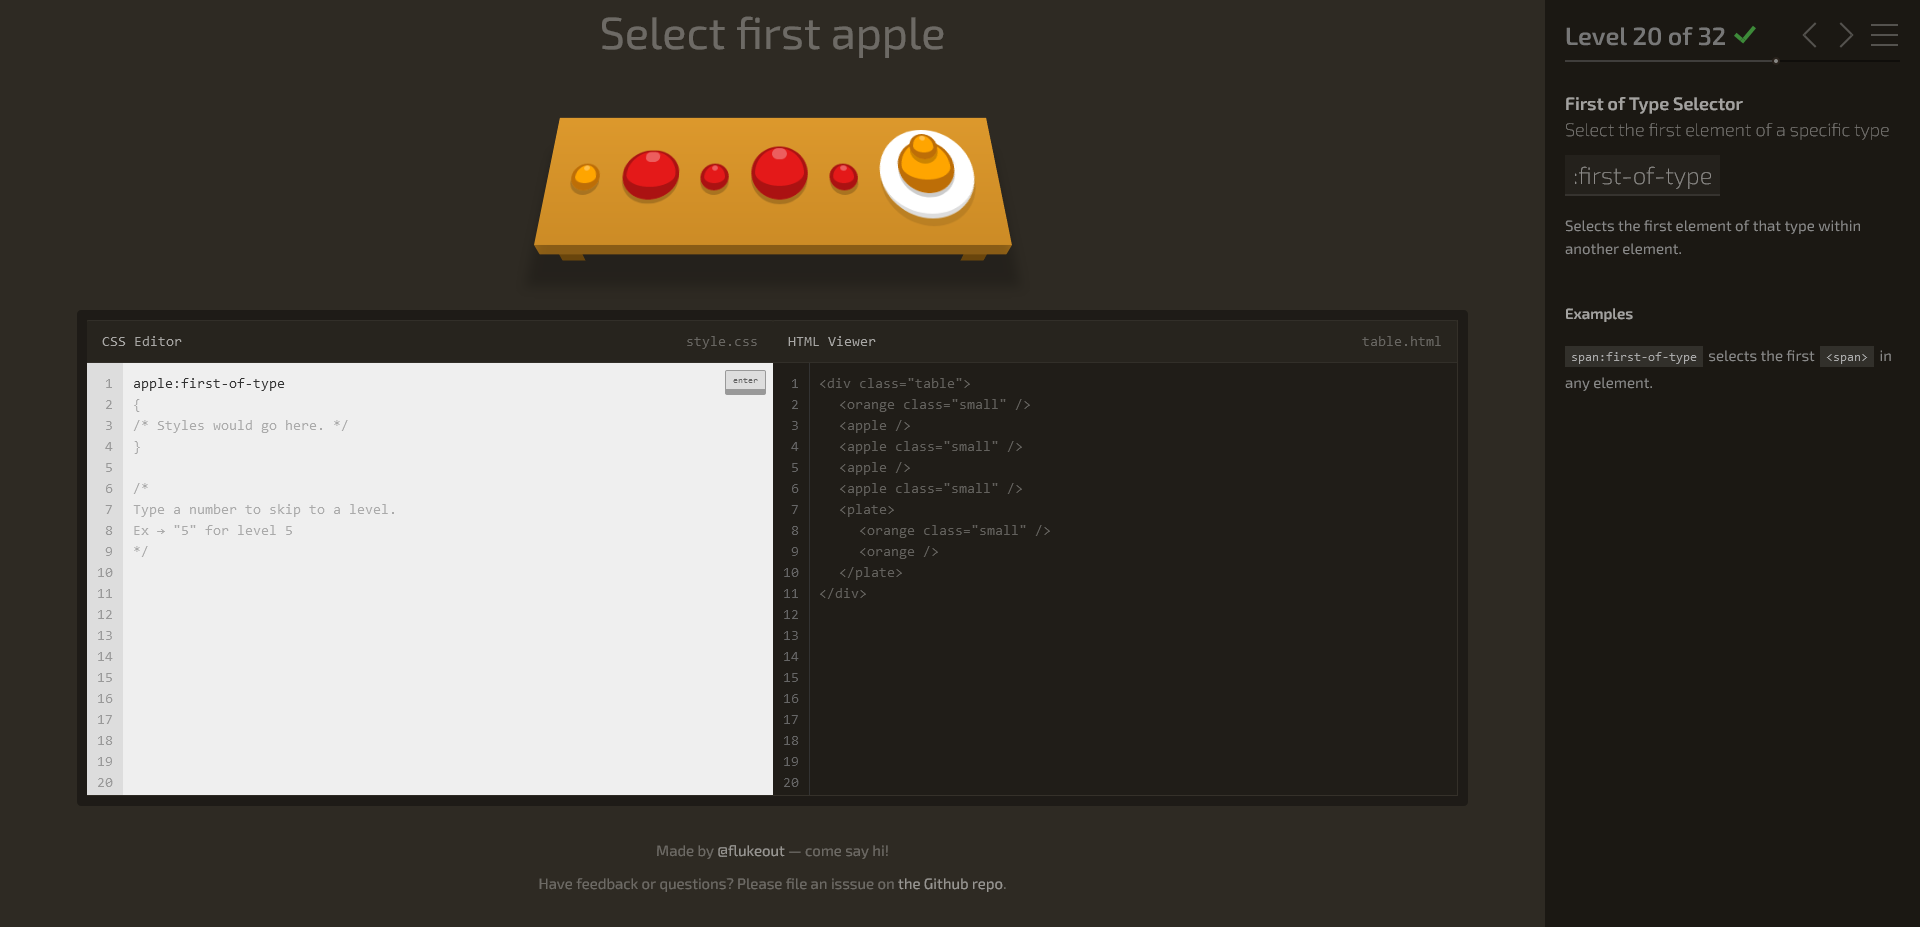 Select first apple
Level 20 of 32
First of Type Selector
Select the first element of a specific type
:first-of-type
Selects the first element of that type within
another element.
Examples
span:first-of-type selects the first <span> in
any element.
CSS Editor style.css
1 apple:first-of-type enter
2 {
3 /* Styles would go here. */
4 }
5
6 /*
7 Type a number to skip to a level.
8 Ex → "5" for level 5
9 */
10
11
12
13
14
15
16
17
18
19
20
HTML Viewer table.html
1 <div class="table">
2 <orange class="small" />
3 <apple />
4 <apple class="small" />
5 <apple />
6 <apple class="small" />
7 <plate>
8 <orange class="small" />
9 <orange />
10 </plate>
11 </div>
12
13
14
15
16
17
18
19
20
Made by @flukeout — come say hi!
Have feedback or questions? Please file an isssue on the Github repo.